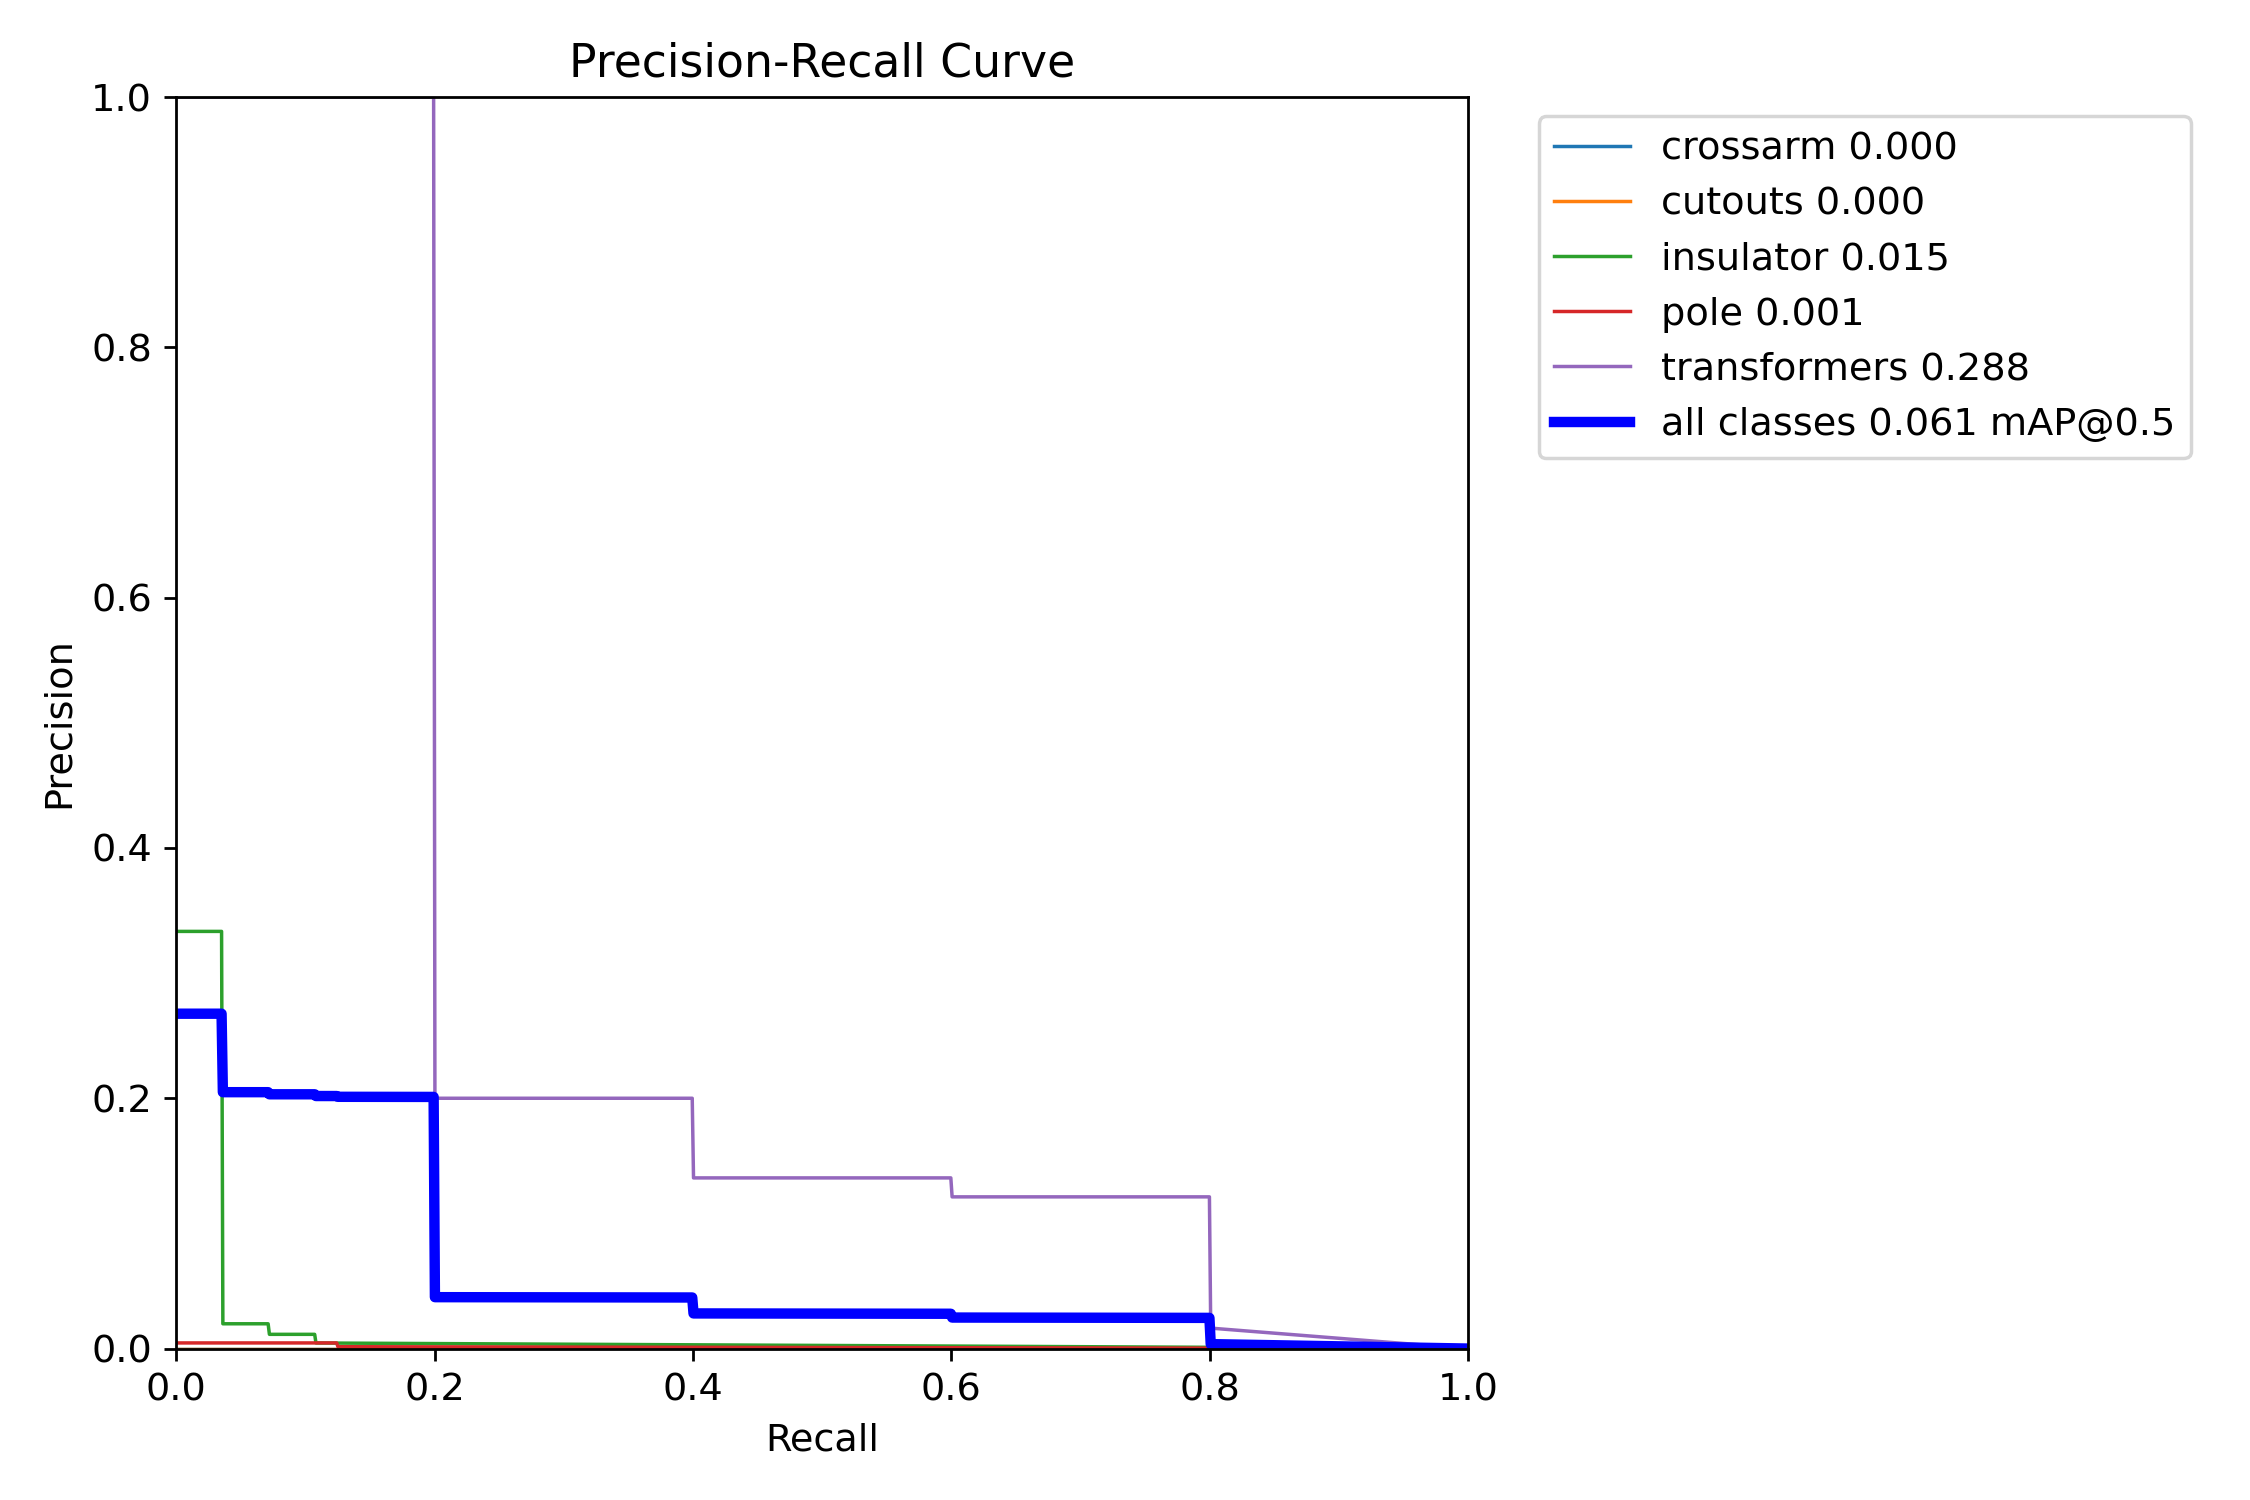 Precision-Recall Curve
1.0
0.8
0.6
0.4
0.2
0.0
Precision
0.0 0.2 0.4 0.6 0.8 1.0
Recall
crossarm 0.000
cutouts 0.000
insulator 0.015
pole 0.001
transformers 0.288
all classes 0.061 mAP@0.5